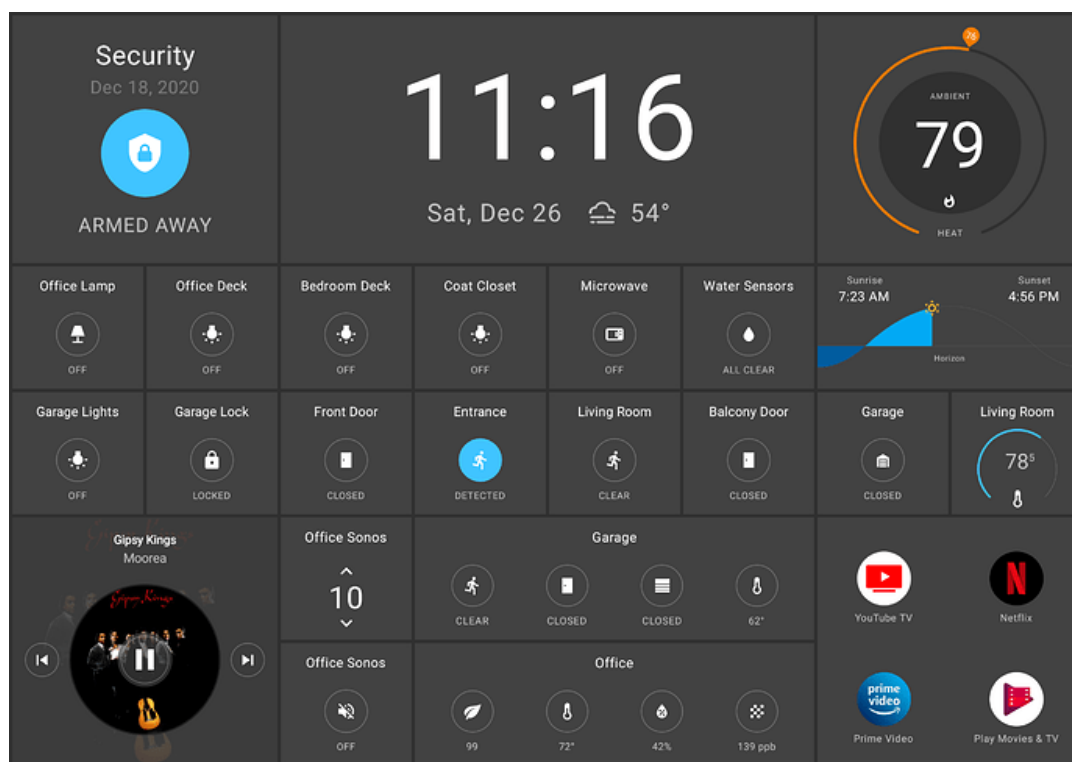 Security
Dec 18, 2020
ARMED AWAY
11:16
Sat, Dec 26 54°
76
AMBIENT
79
HEAT
Office Lamp
OFF
Office Deck
OFF
Bedroom Deck
OFF
Coat Closet
OFF
Microwave
OFF
Water Sensors
ALL CLEAR
Sunrise
7:23 AM
Sunset
4:56 PM
Horizon
Garage Lights
OFF
Garage Lock
LOCKED
Front Door
CLOSED
Entrance
DETECTED
Living Room
CLEAR
Balcony Door
CLOSED
Garage
CLOSED
Living Room
78⁵
Gipsy Kings
Moorea
Gipsy Kings
Office Sonos
10
Garage
CLEAR
CLOSED
CLOSED
62°
Office Sonos
OFF
Office
99
72°
42%
139 ppb
YouTube TV
N
Netflix
prime
video
Prime Video
Play Movies & TV